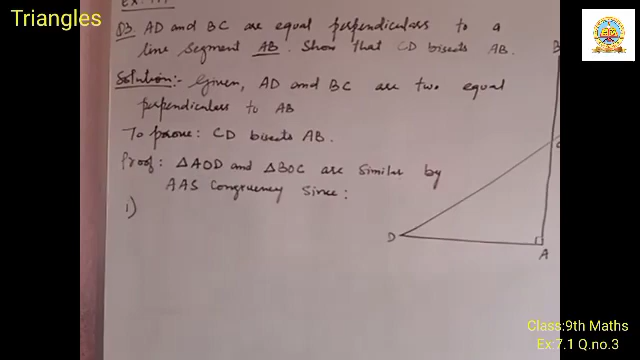 Triangles
Q3. AD and BC are equal perpendiculars to a
line segment AB. Show that CD bisects AB.
Solution:- Given, AD and BC are two equal
perpendiculars to AB
To prove: CD bisects AB.
Proof: △AOD and △BOC are similar by
AAS Congruency Since:
1)
B
D
A
Class:9th Maths
Ex:7.1 Q.no.3